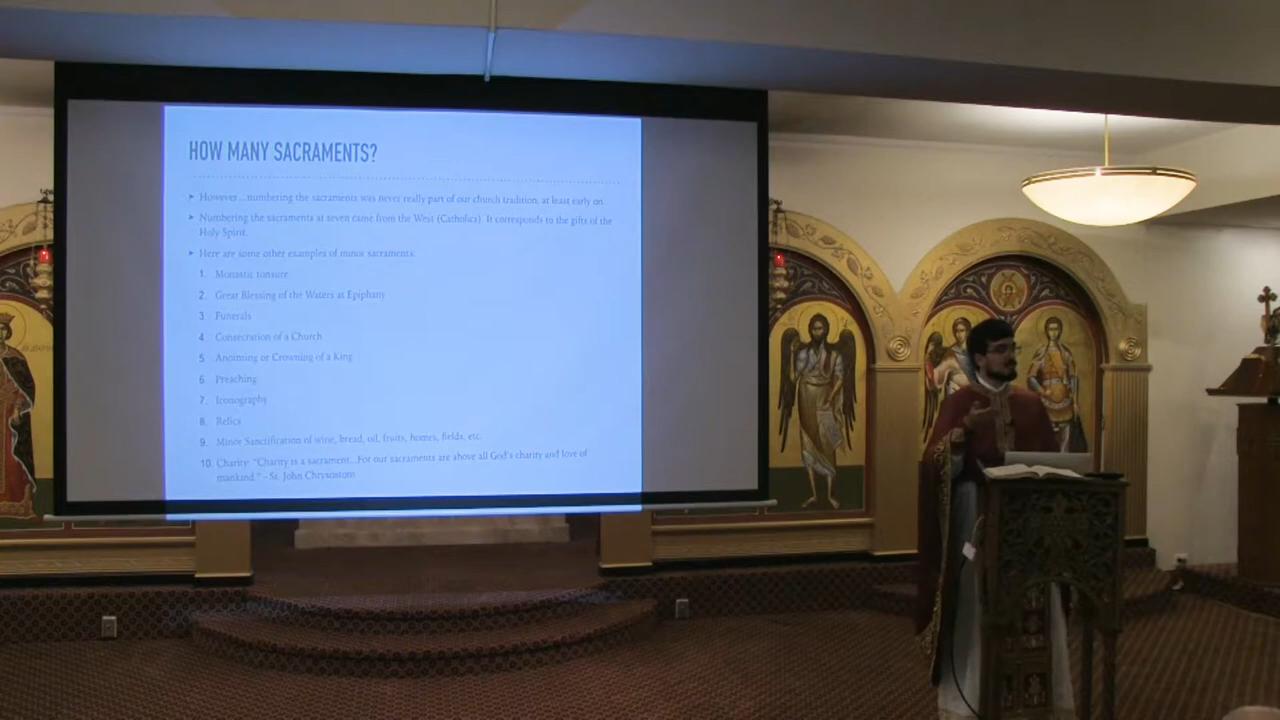 HOW MANY SACRAMENTS?
➤ However...numbering the sacraments was never really part of our church tradition, at least early on.
➤ Numbering the sacraments at seven came from the West (Catholics). It corresponds to the gifts of the
Holy Spirit.
➤ Here are some other examples of minor sacraments:
1. Monastic tonsure
2. Great Blessing of the Waters at Epiphany
3. Funerals
4. Consecration of a Church
5. Anointing or Crowning of a King
6. Preaching
7. Iconography
8. Relics
9. Minor Sanctification of wine, bread, oil, fruits, homes, fields, etc.
10. Charity: "Charity is a sacrament...For our sacraments are above all God's charity and love of
mankind." –St. John Chrysostom